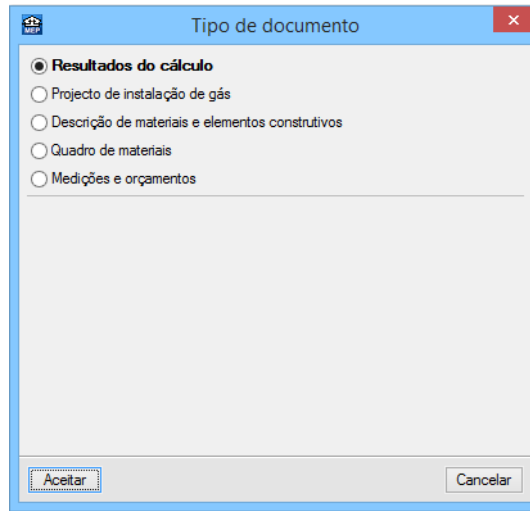 MEP
Tipo de documento
Resultados do cálculo
Projecto de instalação de gás
Descrição de materiais e elementos construtivos
Quadro de materiais
Medições e orçamentos
Aceitar
Cancelar